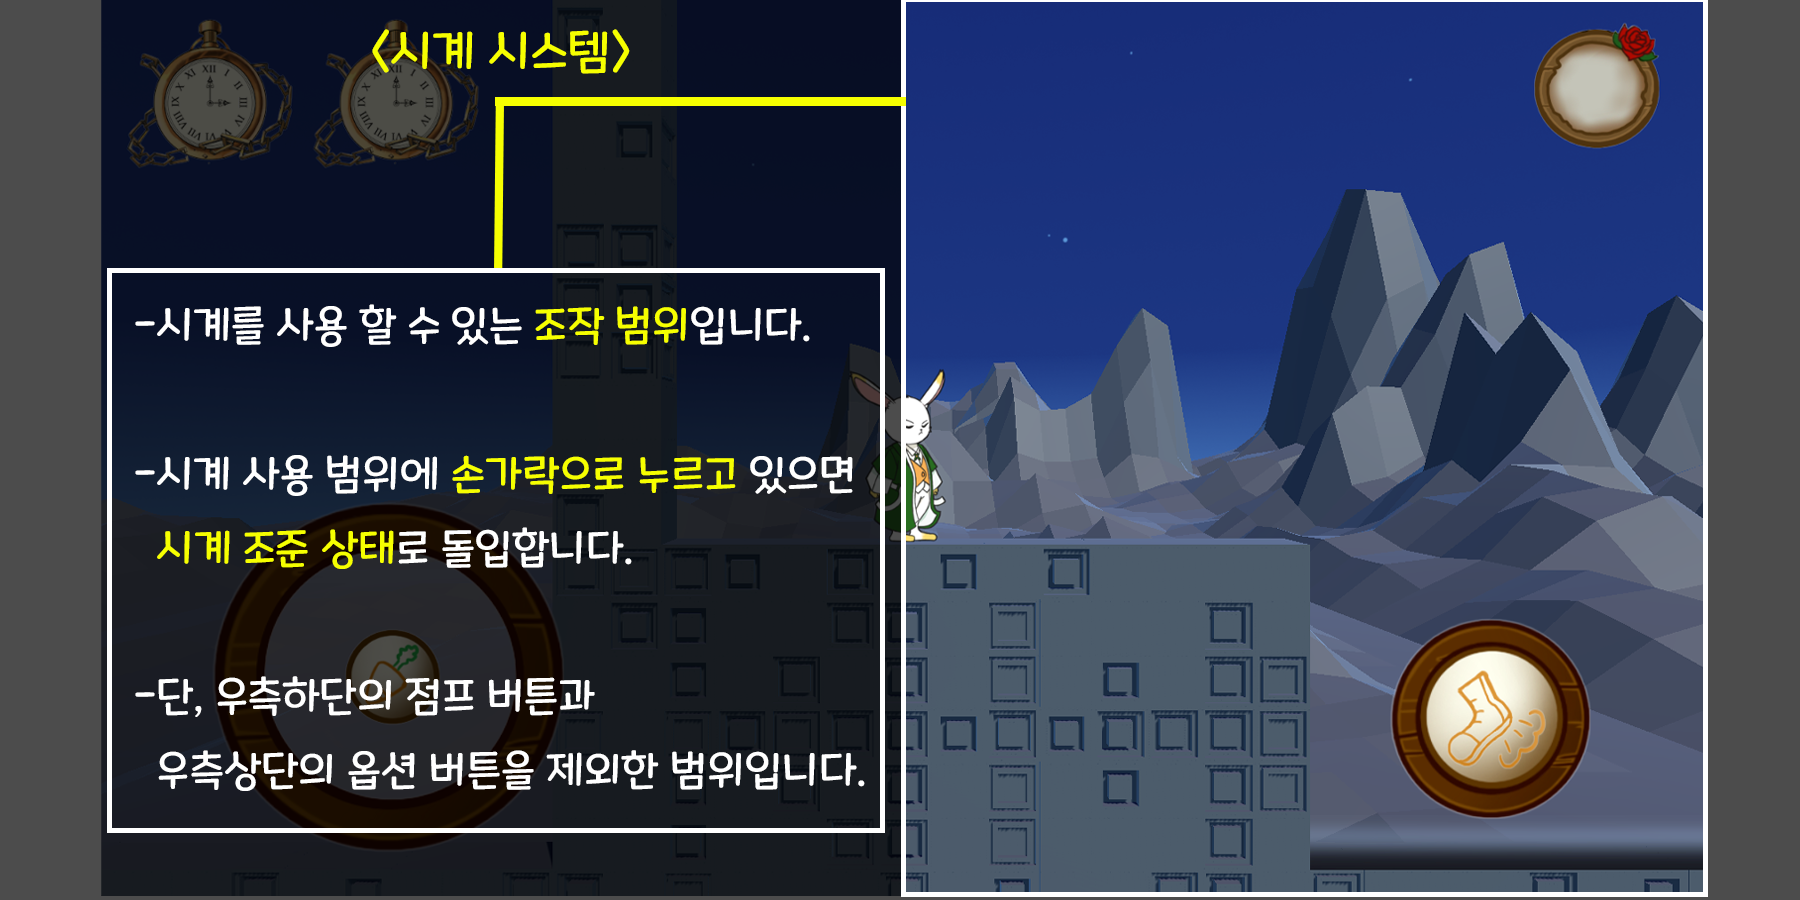 <시계 시스템>
-시계를 사용 할 수 있는 조작 범위입니다.
-시계 사용 범위에 손가락으로 누르고 있으면
시계 조준 상태로 돌입합니다.
-단, 우측하단의 점프 버튼과
우측상단의 옵션 버튼을 제외한 범위입니다.